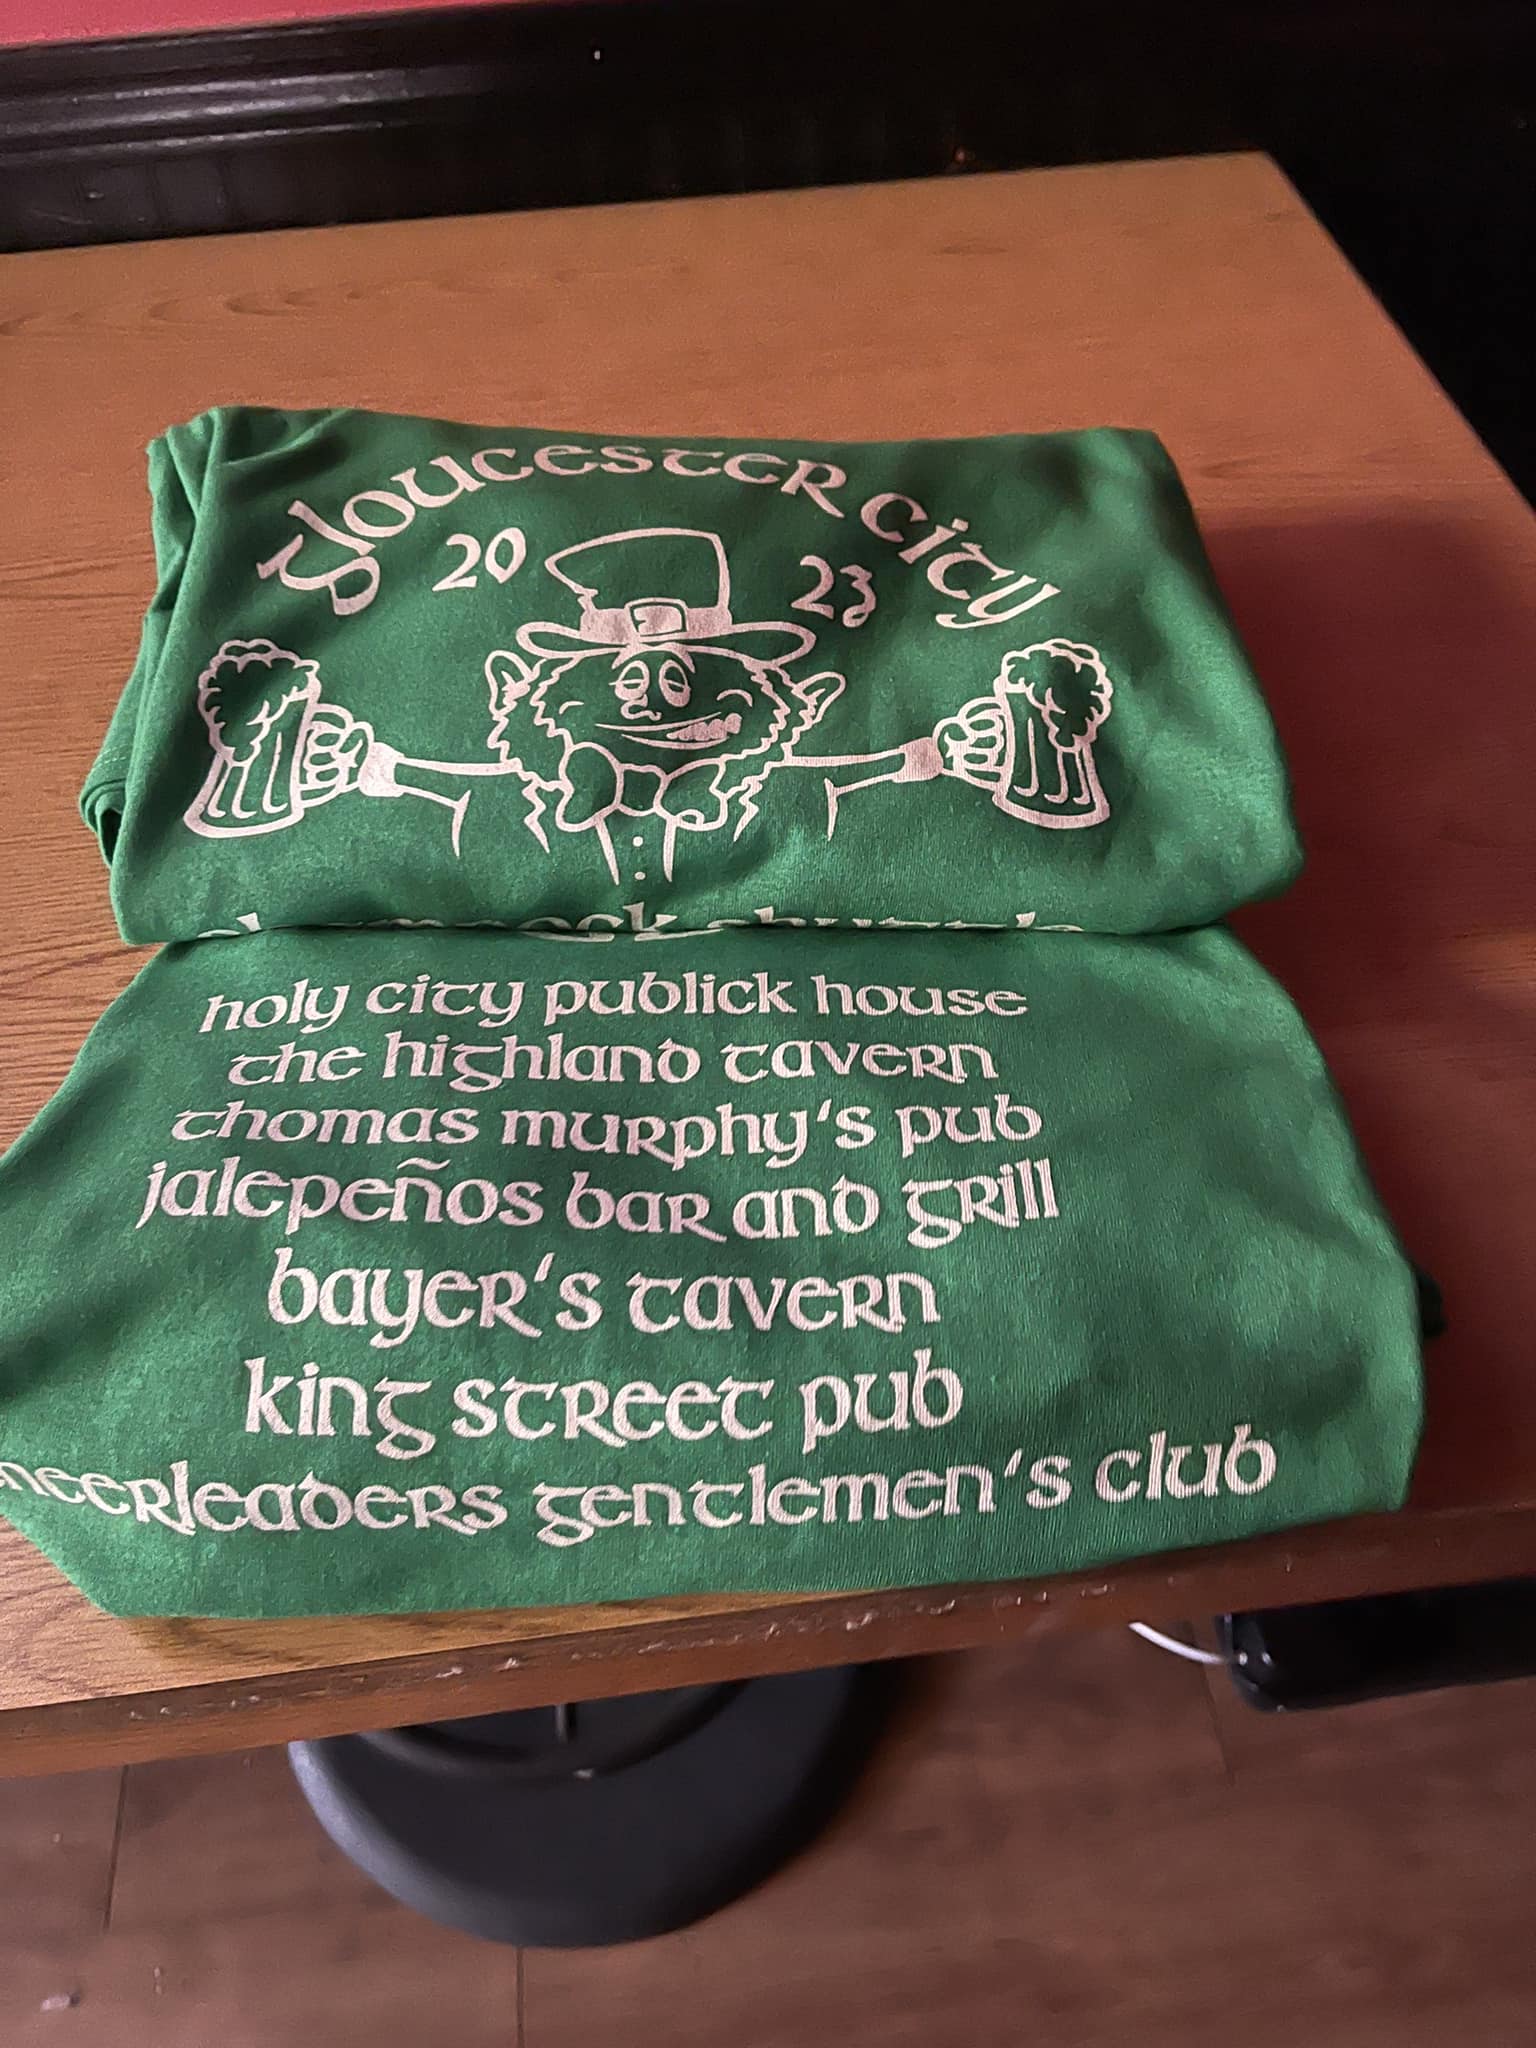 Gloucester City
20 23
holy city publick house
the highland tavern
thomas murphy's pub
jalepeños bar and grill
bayer's tavern
king street pub
gentlemen's club